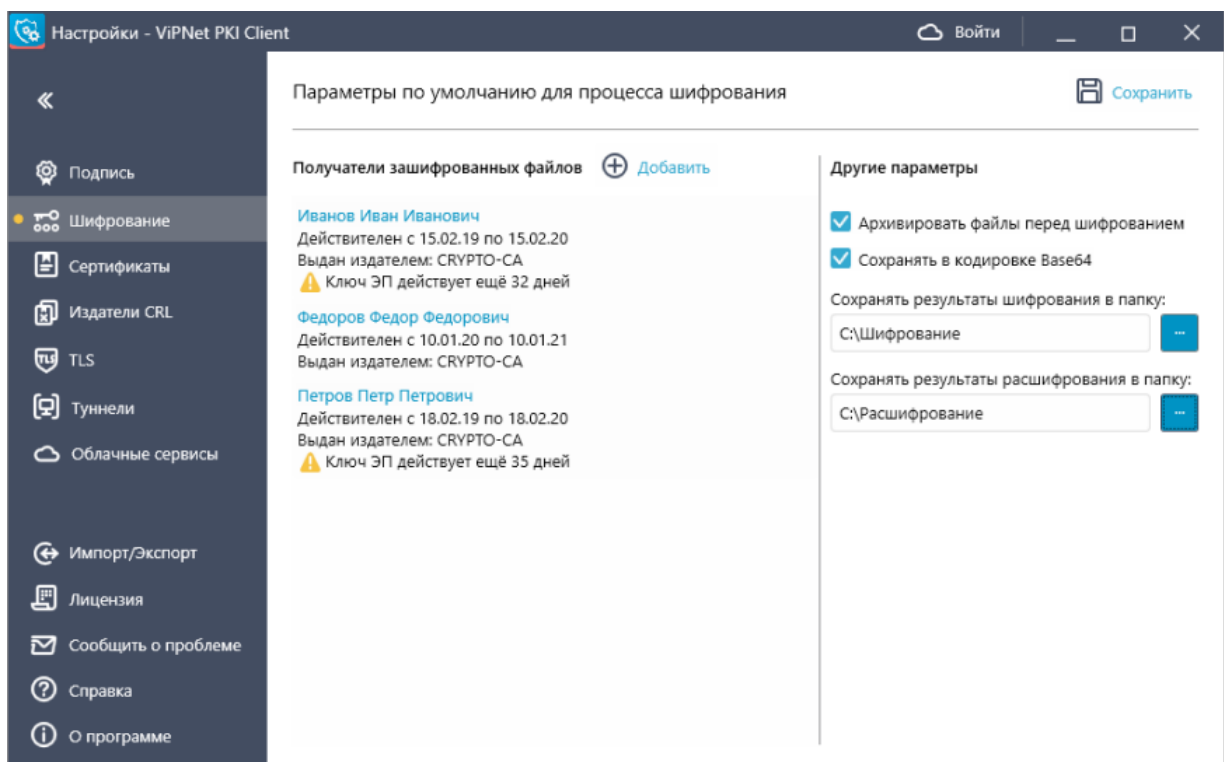 Настройки - ViPNet PKI Client
Войти
Подпись
Шифрование
Сертификаты
Издатели CRL
TLS
Туннели
Облачные сервисы
Импорт/Экспорт
Лицензия
Сообщить о проблеме
Справка
О программе
Параметры по умолчанию для процесса шифрования
Сохранить
Получатели зашифрованных файлов
Добавить
Иванов Иван Иванович
Действителен с 15.02.19 по 15.02.20
Выдан издателем: CRYPTO-CA
Ключ ЭП действует ещё 32 дней
Федоров Федор Федорович
Действителен с 10.01.20 по 10.01.21
Выдан издателем: CRYPTO-CA
Петров Петр Петрович
Действителен с 18.02.19 по 18.02.20
Выдан издателем: CRYPTO-CA
Ключ ЭП действует ещё 35 дней
Другие параметры
Архивировать файлы перед шифрованием
Сохранять в кодировке Base64
Сохранять результаты шифрования в папку:
C:\Шифрование
...
Сохранять результаты расшифрования в папку:
C:\Расшифрование
...